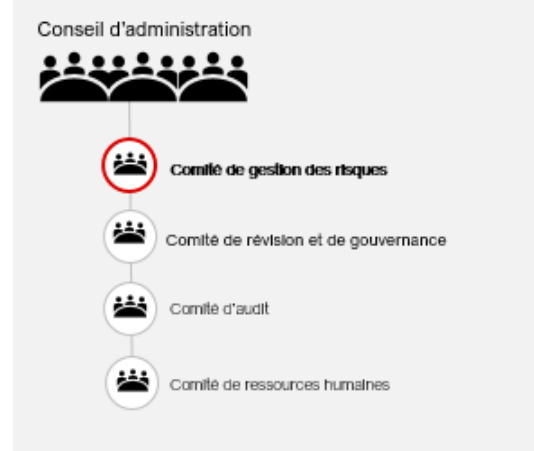 Conseil d'administration
Comité de gestion des risques
Comité de révision et de gouvernance
Comité d'audit
Comité de ressources humaines